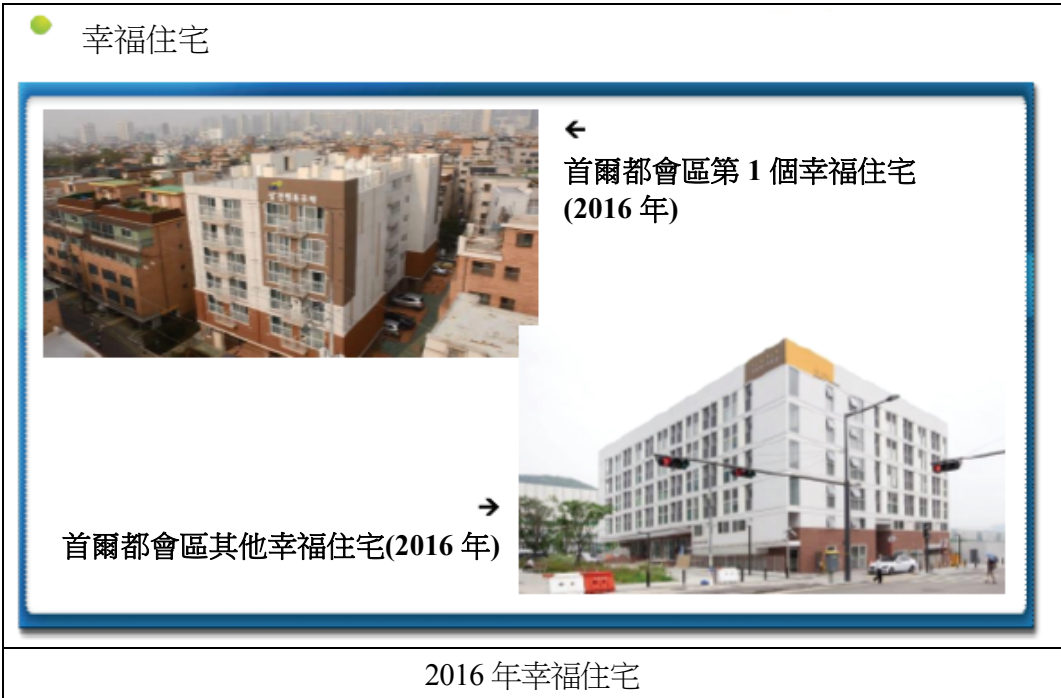 幸福住宅
←
首爾都會區第 1 個幸福住宅
(2016 年)
→
首爾都會區其他幸福住宅(2016 年)
2016 年幸福住宅